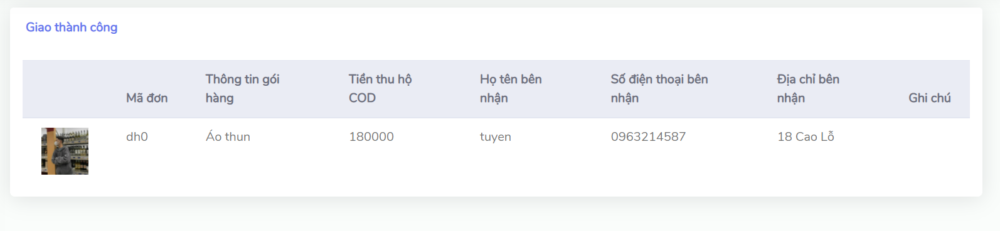 Giao thành công
Mã đơn
Thông tin gói
hàng
Tiền thu hộ
COD
Họ tên bên
nhận
Số điện thoại bên
nhận
Địa chỉ bên
nhận
Ghi chú
dh0
Áo thun
180000
tuyen
0963214587
18 Cao Lỗ